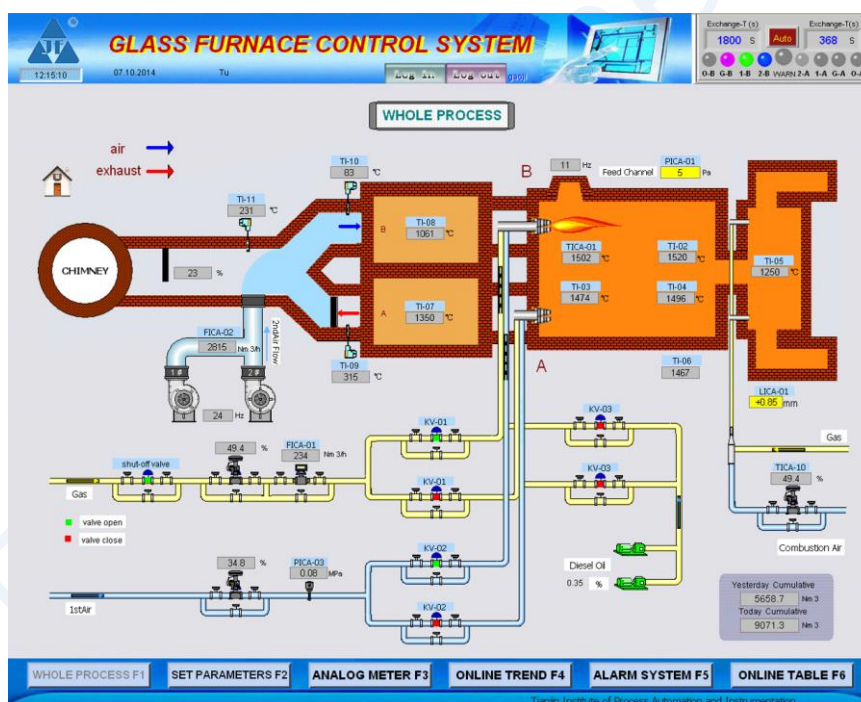 JF
GLASS FURNACE CONTROL SYSTEM
12:15:10
07.10.2014
Tu
Log In
Log out
gaoji
Exchange-T (s)
Exchange-T(s)
1800 S
Auto
368 s
0-B G-B 1-B 2-B WARN 2-A 1-A G-A 0-A
WHOLE PROCESS
air
exhaust
TI-10
83 ℃
TI-11
231 ℃
CHIMNEY
23 %
FICA-02
2815 Nm 3/h
2ndAir Flow
24 Hz
B
TI-08
1061 ℃
A
TI-07
1350 ℃
TI-09
315 ℃
B
11 Hz
Feed Channel
PICA-01
5 Pa
TICA-01
1502 ℃
TI-02
1520 ℃
TI-03
1474 ℃
TI-04
1496 ℃
TI-05
1250 ℃
A
TI-06
1467
LICA-01
+0.85 mm
shut-off valve
Gas
49.4 %
FICA-01
234 Nm 3/h
KV-01
KV-01
KV-03
KV-03
valve open
valve close
34.8 %
PICA-03
0.08 MPa
1stAir
KV-02
KV-02
Diesel Oil
0.35 %
Gas
TICA-10
49.4 %
Combustion Air
Yesterday Cumulative
5658.7 Nm 3
Today Cumulative
9071.3 Nm 3
WHOLE PROCESS F1
SET PARAMETERS F2
ANALOG METER F3
ONLINE TREND F4
ALARM SYSTEM F5
ONLINE TABLE F6
Tianjin Institute of Process Automation and Instrumentation